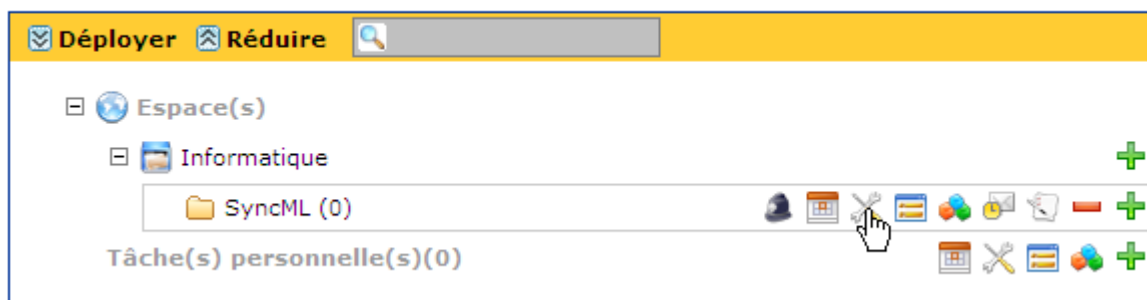 Déployer Réduire
Espace(s)
Informatique
SyncML (0)
Tâche(s) personnelle(s)(0)